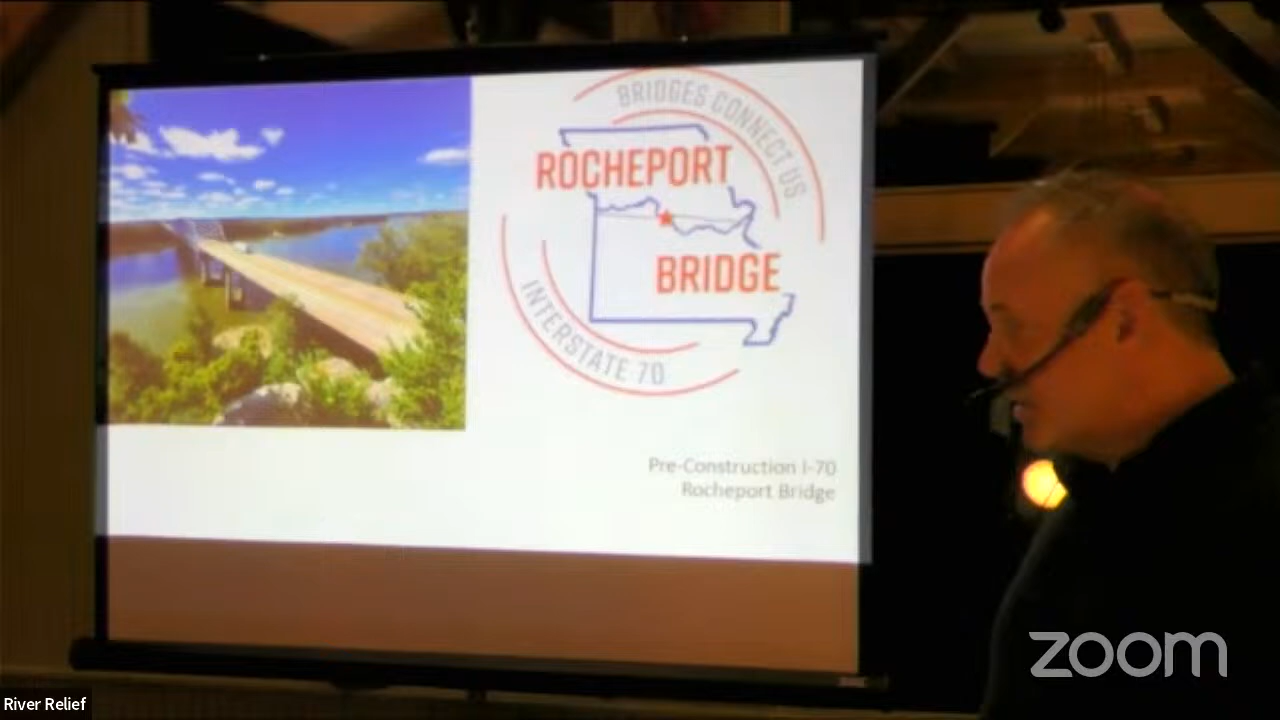 BRIDGES CONNECT US
ROCHEPORT
BRIDGE
INTERSTATE 70
Pre-Construction I-70
Rocheport Bridge
zoom
River Relief